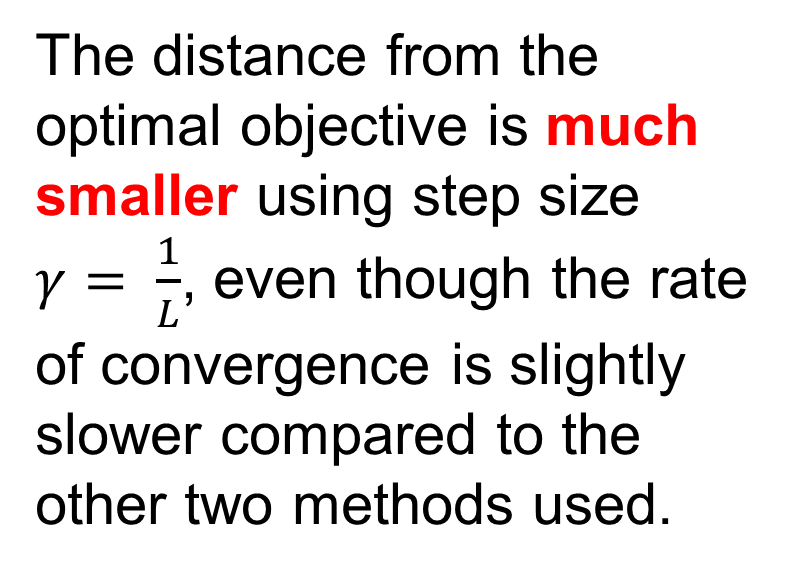 The distance from the
optimal objective is much
smaller using step size
γ = 1/L, even though the rate
of convergence is slightly
slower compared to the
other two methods used.